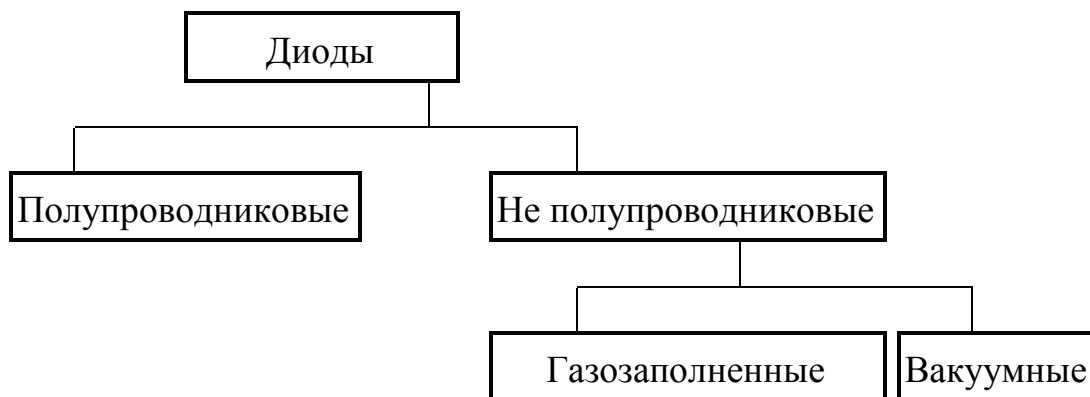 Диоды
Полупроводниковые
Не полупроводниковые
Газозаполненные
Вакуумные